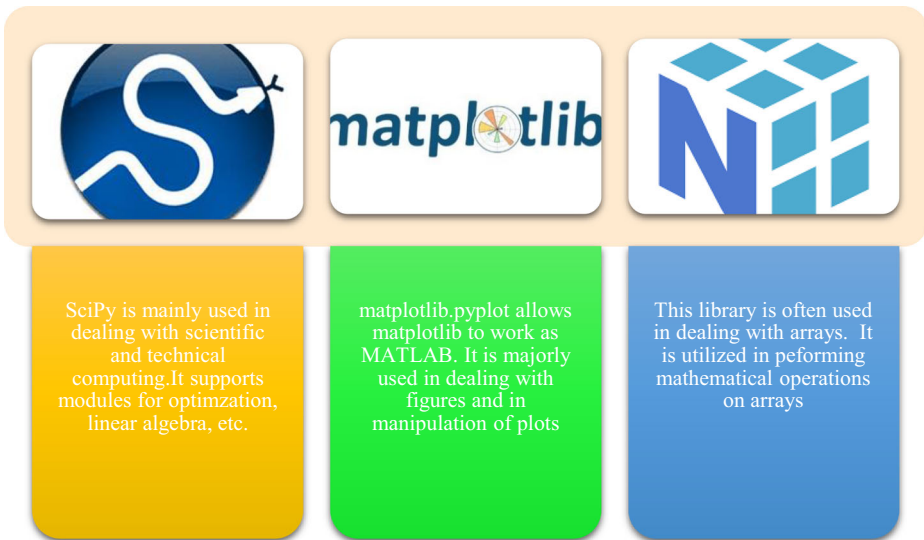 matplotlib
N
SciPy is mainly used in
dealing with scientific
and technical
computing.It supports
modules for optimzation,
linear algebra, etc.
matplotlib.pyplot allows
matplotlib to work as
MATLAB. It is majorly
used in dealing with
figures and in
manipulation of plots
This library is often used
in dealing with arrays.  It
is utilized in peforming
mathematical operations
on arrays